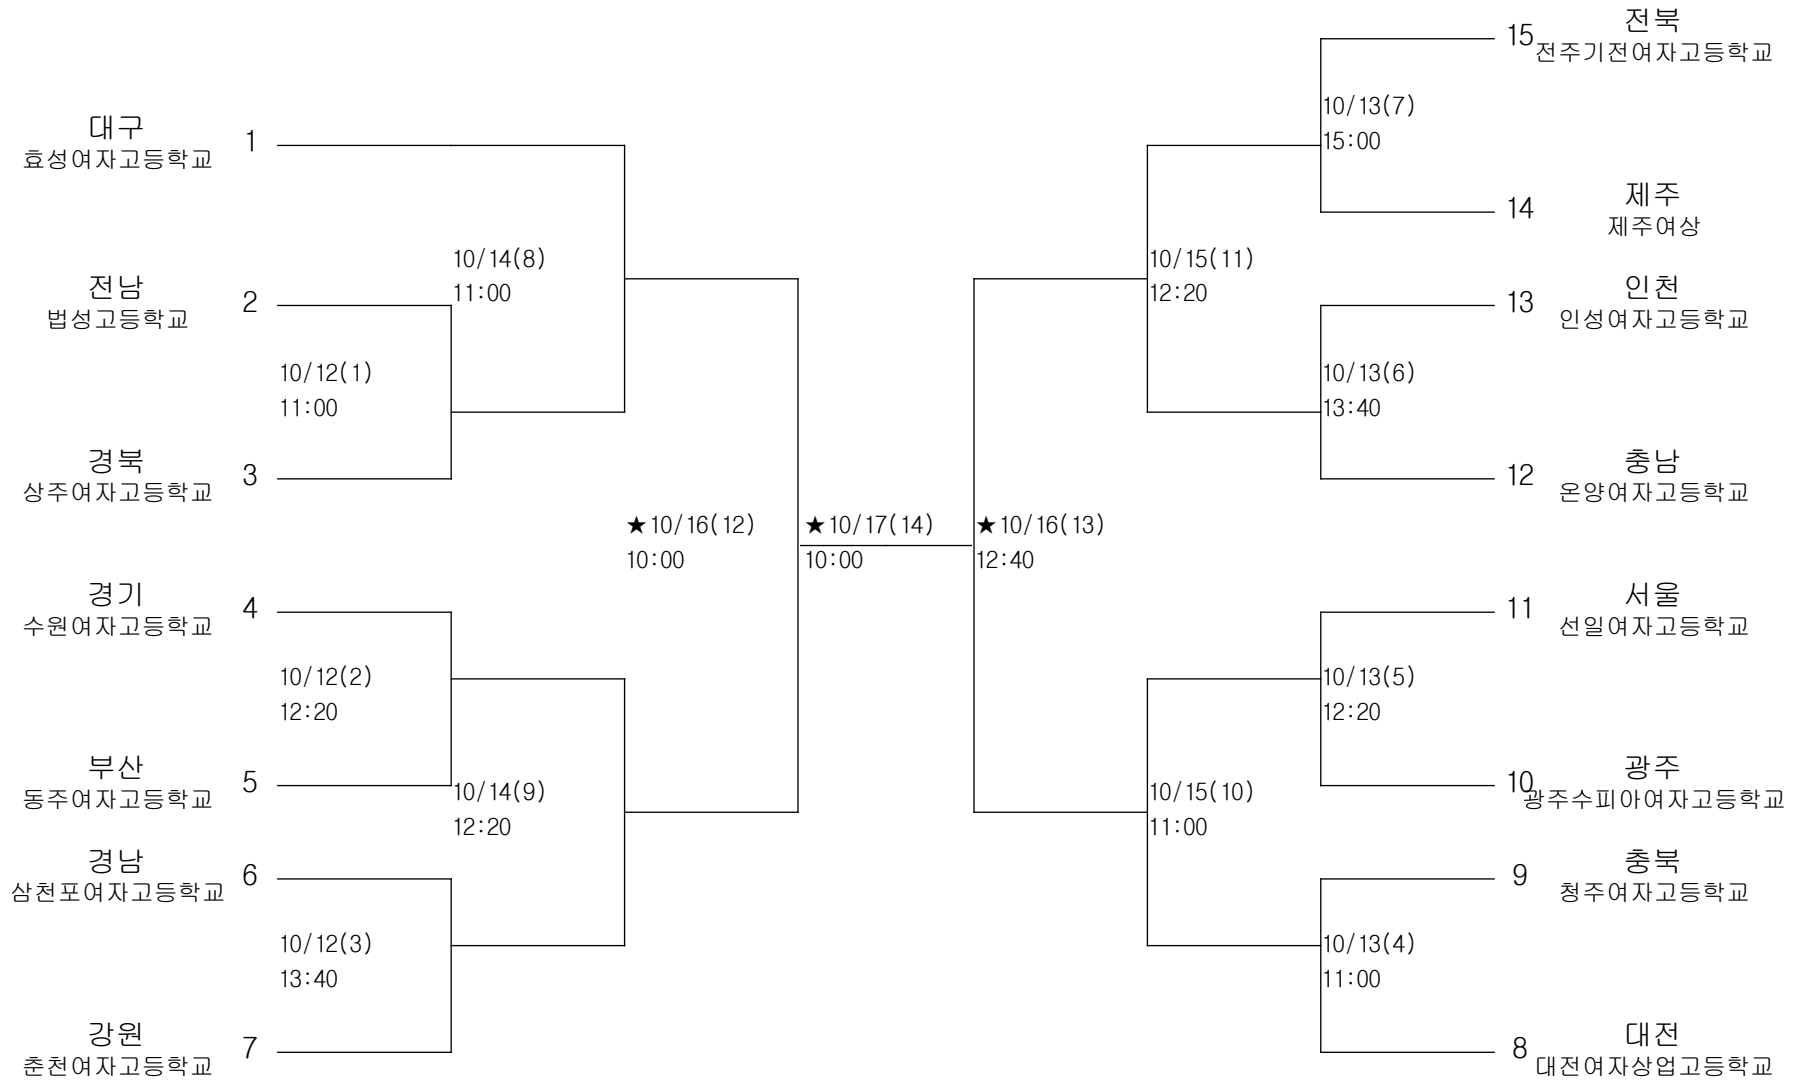 대구
효성여자고등학교
1
전남
법성고등학교
2
10/12(1)
11:00
경북
상주여자고등학교
3
10/14(8)
11:00
경기
수원여자고등학교
4
10/12(2)
12:20
부산
동주여자고등학교
5
10/14(9)
12:20
경남
삼천포여자고등학교
6
10/12(3)
13:40
강원
춘천여자고등학교
7
★10/16(12)
10:00
★10/17(14)
10:00
★10/16(13)
12:40
15
전북
전주기전여자고등학교
10/13(7)
15:00
14
제주
제주여상
10/15(11)
12:20
13
인천
인성여자고등학교
10/13(6)
13:40
12
충남
온양여자고등학교
11
서울
선일여자고등학교
10/13(5)
12:20
10
광주
광주수피아여자고등학교
10/15(10)
11:00
9
충북
청주여자고등학교
10/13(4)
11:00
8
대전
대전여자상업고등학교